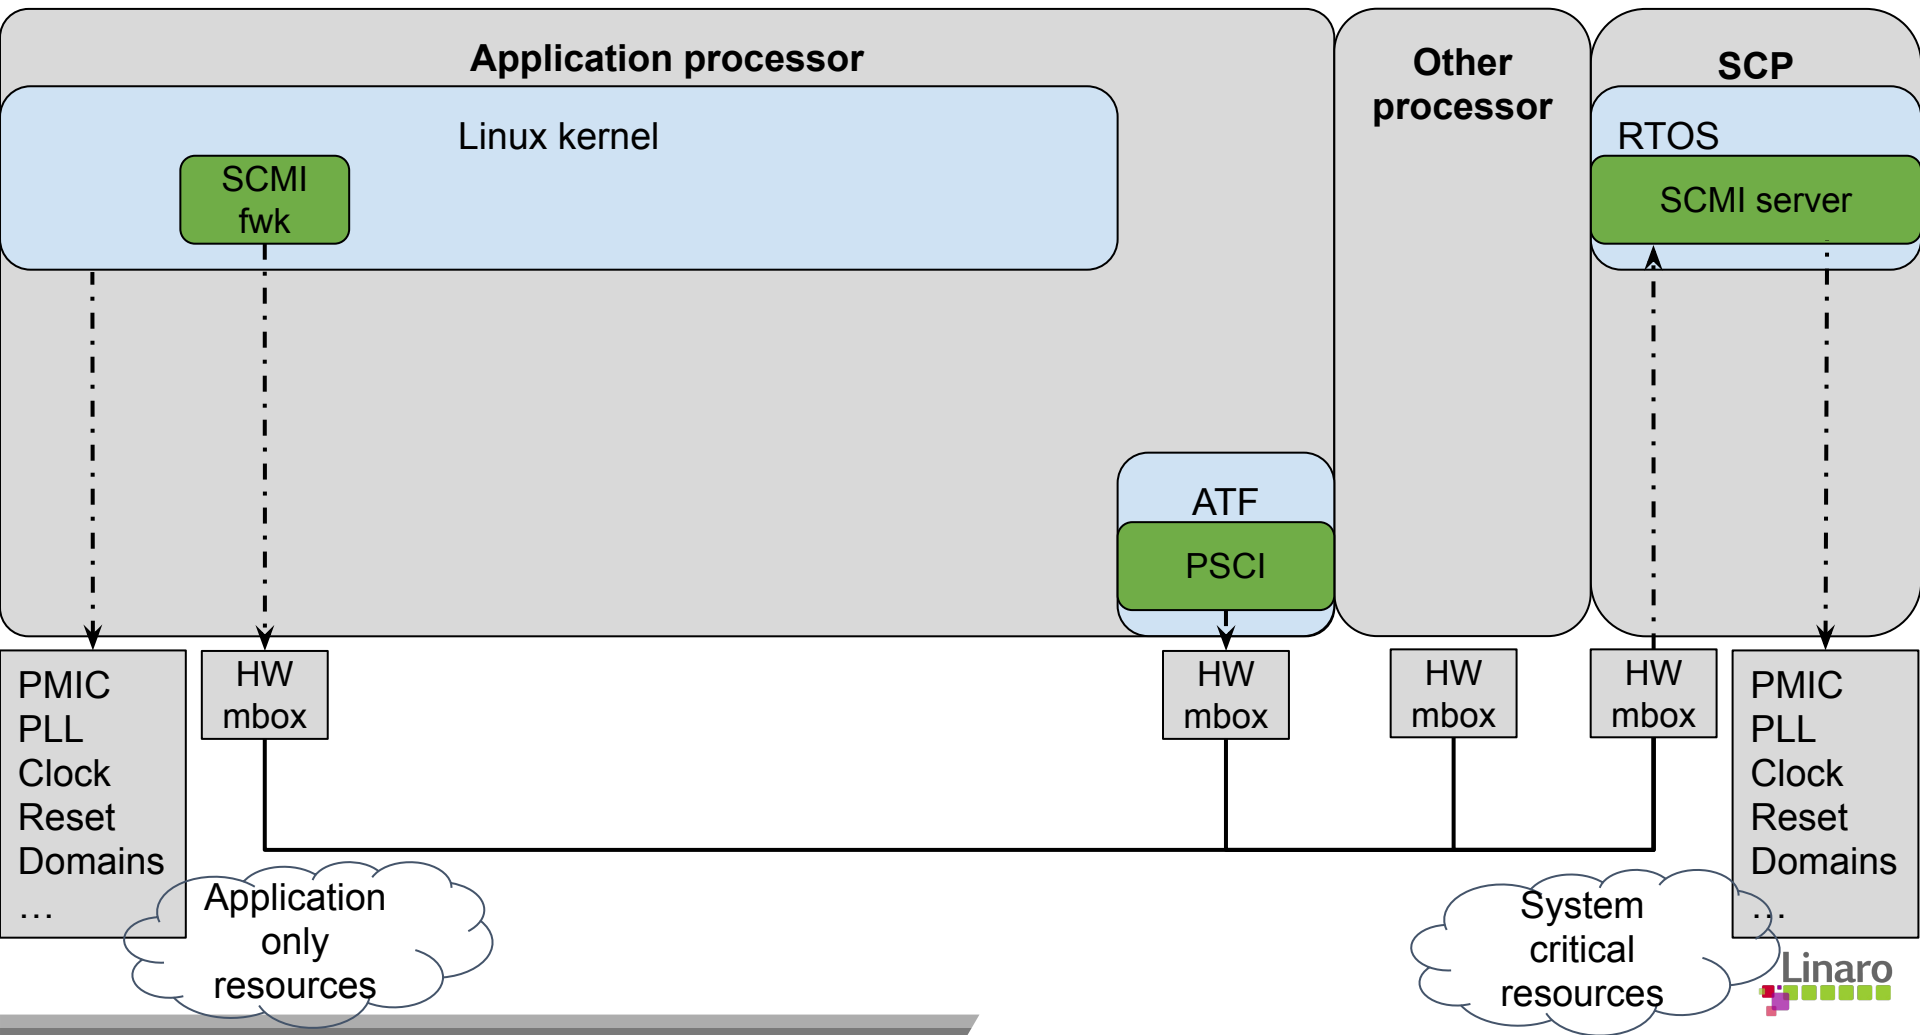 Application processor
Other
processor
SCP
Linux kernel
RTOS
SCMI
fwk
SCMI server
ATF
PSCI
PMIC
PLL
Clock
Reset
Domains
…
HW
mbox
HW
mbox
HW
mbox
HW
mbox
PMIC
PLL
Clock
Reset
Domains
…
Application
only
resources
System
critical
resources
Linaro